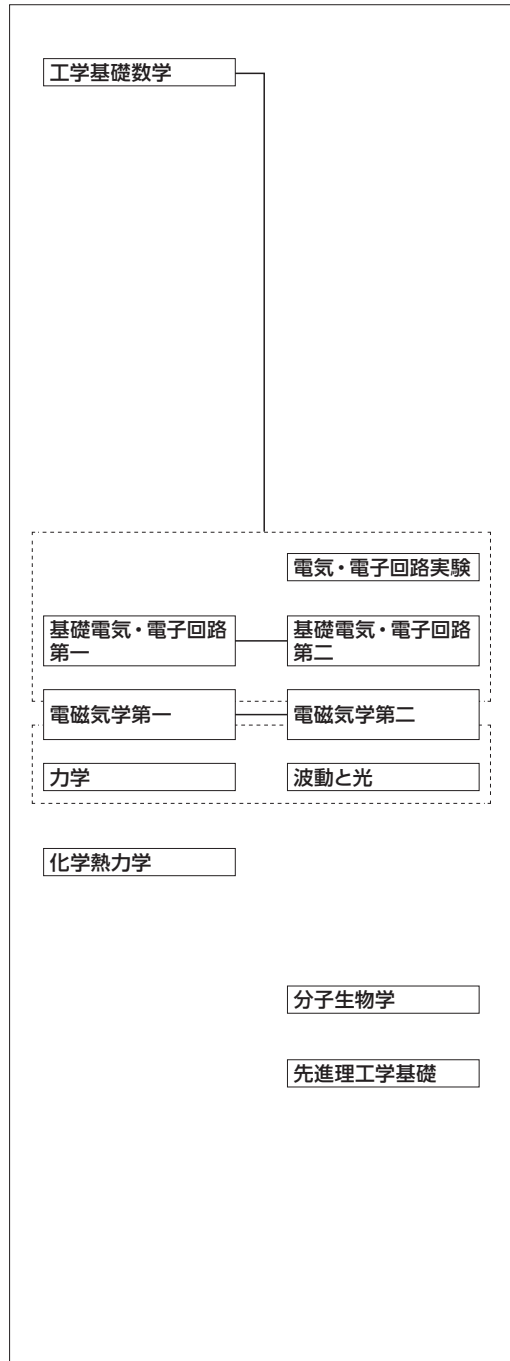 工学基礎数学
電気・電子回路実験
基礎電気・電子回路
第一
基礎電気・電子回路
第二
電磁気学第一
電磁気学第二
力学
波動と光
化学熱力学
分子生物学
先進理工学基礎